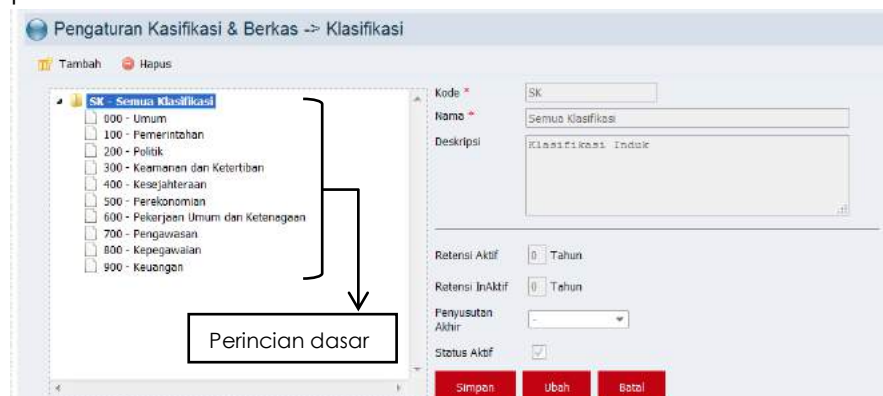 Pengaturan Kasifikasi & Berkas -> Klasifikasi
Tambah Hapus
SK - Semua Klasifikasi
000 - Umum
100 - Pemerintahan
200 - Politik
300 - Keamanan dan Ketertiban
400 - Kesejahteraan
500 - Perekonomian
600 - Pekerjaan Umum dan Ketenagaan
700 - Pengawasan
800 - Kepegawaian
900 - Keuangan
Perincian dasar
Kode * SK
Nama * Semua Klasifikasi
Deskripsi Klasifikasi Induk
Retensi Aktif 0 Tahun
Retensi InAktif 0 Tahun
Penyusutan
Akhir -
Status Aktif
Simpan Ubah Batal